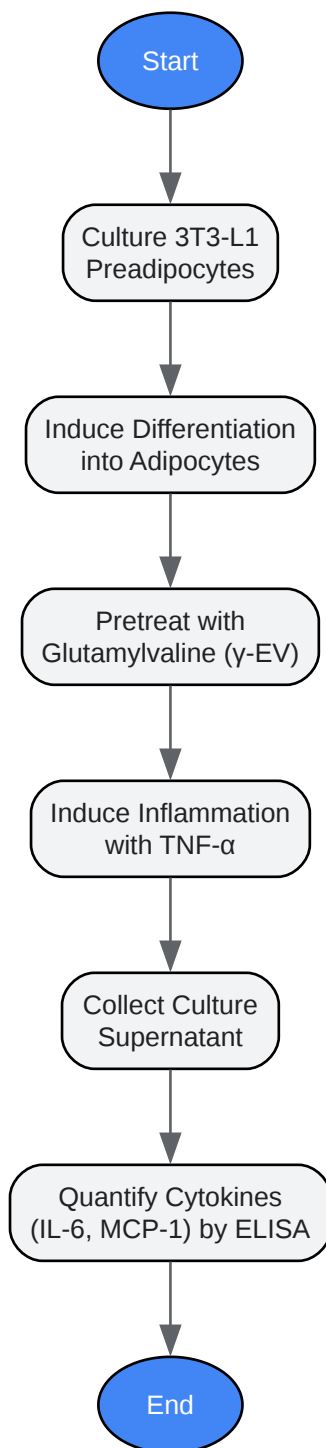 Start
Culture 3T3-L1
Preadipocytes
Induce Differentiation
into Adipocytes
Pretreat with
Glutamylvaline (γ-EV)
Induce Inflammation
with TNF-α
Collect Culture
Supernatant
Quantify Cytokines
(IL-6, MCP-1) by ELISA
End